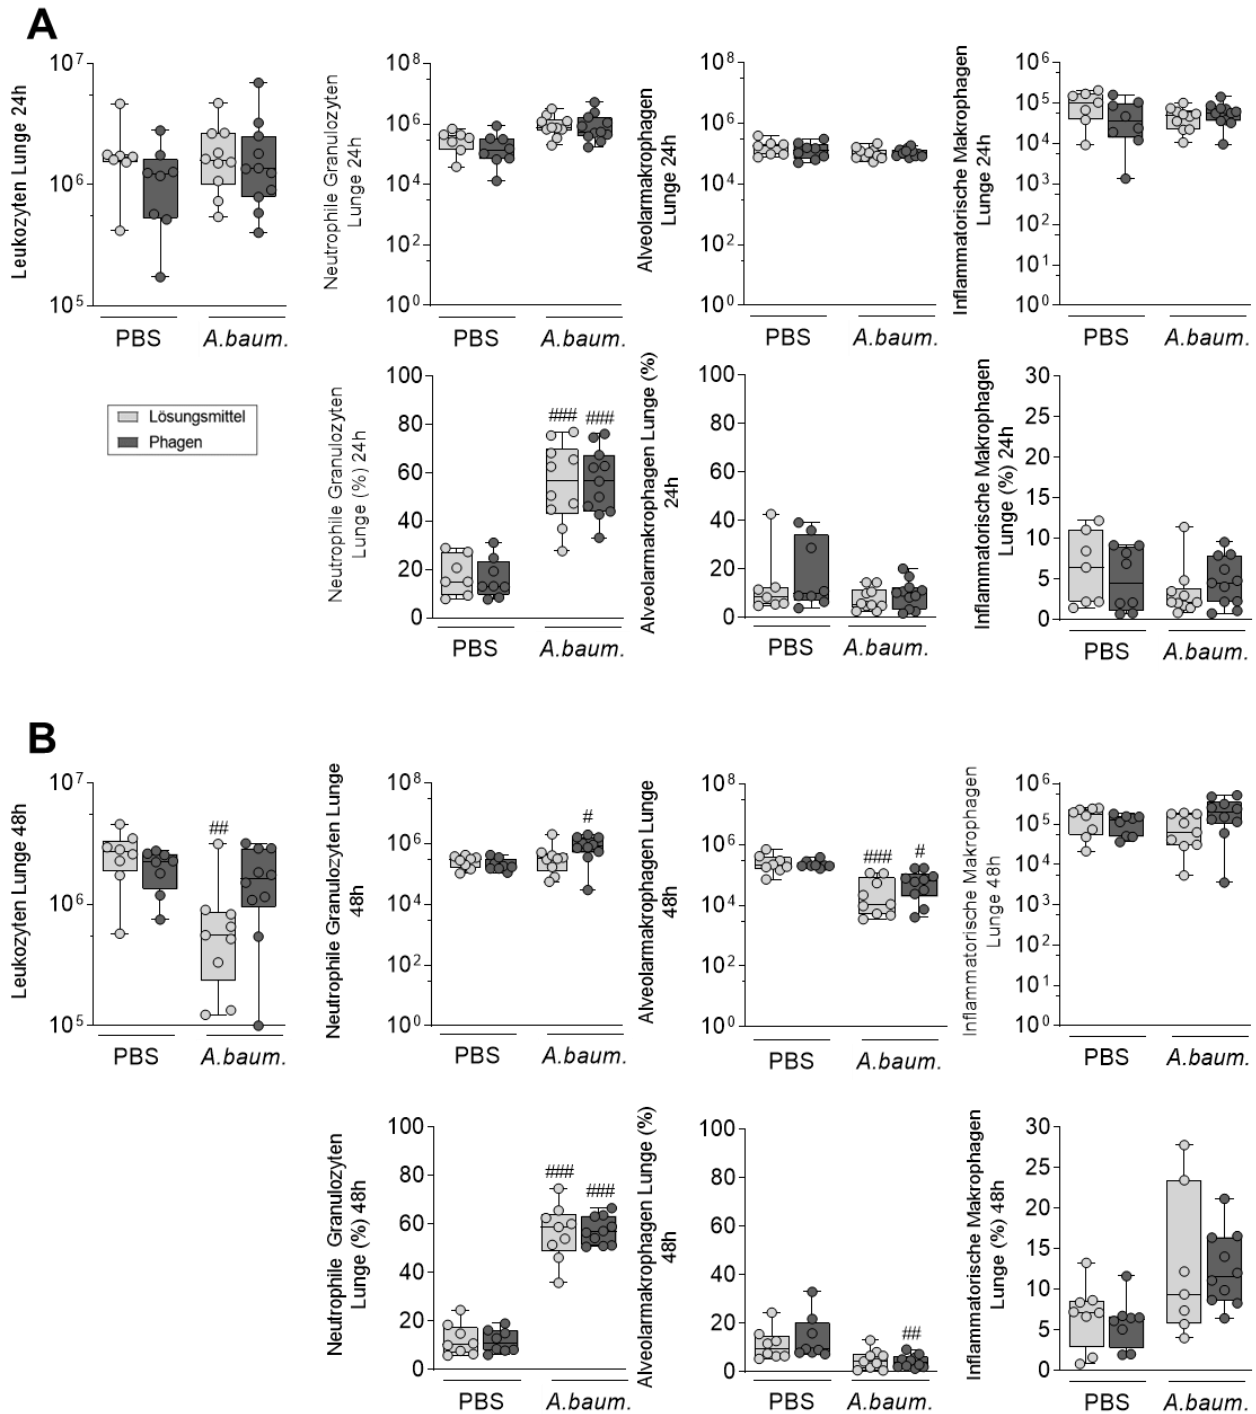 A
Leukozyten Lunge 24h
10⁷
10⁶
10⁵
PBS
A.baum.
Neutrophile Granulozyten
Lunge 24h
10⁸
10⁶
10⁴
10²
10⁰
PBS
A.baum.
Alveolarmakrophagen
Lunge 24h
10⁸
10⁶
10⁴
10²
10⁰
PBS
A.baum.
Inflammatorische Makrophagen
Lunge 24h
10⁶
10⁵
10⁴
10³
10²
10¹
10⁰
PBS
A.baum.
Lösungsmittel
Phagen
Neutrophile Granulozyten
Lunge (%) 24h
100
80
60
40
20
0
###
###
PBS
A.baum.
Alveolarmakrophagen Lunge (%)
24h
100
80
60
40
20
0
PBS
A.baum.
Inflammatorische Makrophagen
Lunge (%) 24h
30
25
20
15
10
5
0
PBS
A.baum.
B
Leukozyten Lunge 48h
10⁷
10⁶
10⁵
##
PBS
A.baum.
Neutrophile Granulozyten Lunge
48h
10⁸
10⁶
10⁴
10²
10⁰
#
PBS
A.baum.
Alveolarmakrophagen Lunge
48h
10⁸
10⁶
10⁴
10²
10⁰
###
#
PBS
A.baum.
Inflammatorische Makrophagen
Lunge 48h
10⁶
10⁵
10⁴
10³
10²
10¹
10⁰
PBS
A.baum.
Neutrophile Granulozyten
Lunge (%) 48h
100
80
60
40
20
0
###
###
PBS
A.baum.
Alveolarmakrophagen Lunge (%)
48h
100
80
60
40
20
0
##
PBS
A.baum.
Inflammatorische Makrophagen
Lunge (%) 48h
30
25
20
15
10
5
0
PBS
A.baum.